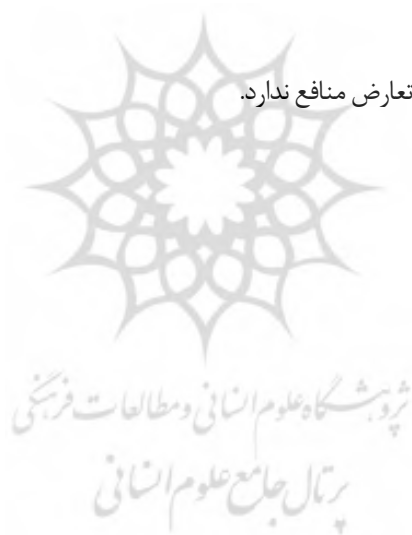 تعارض منافع ندارد.
پژوهشگاه علوم انسانی و مطالعات فرهنگی
پرتال جامع علوم انسانی